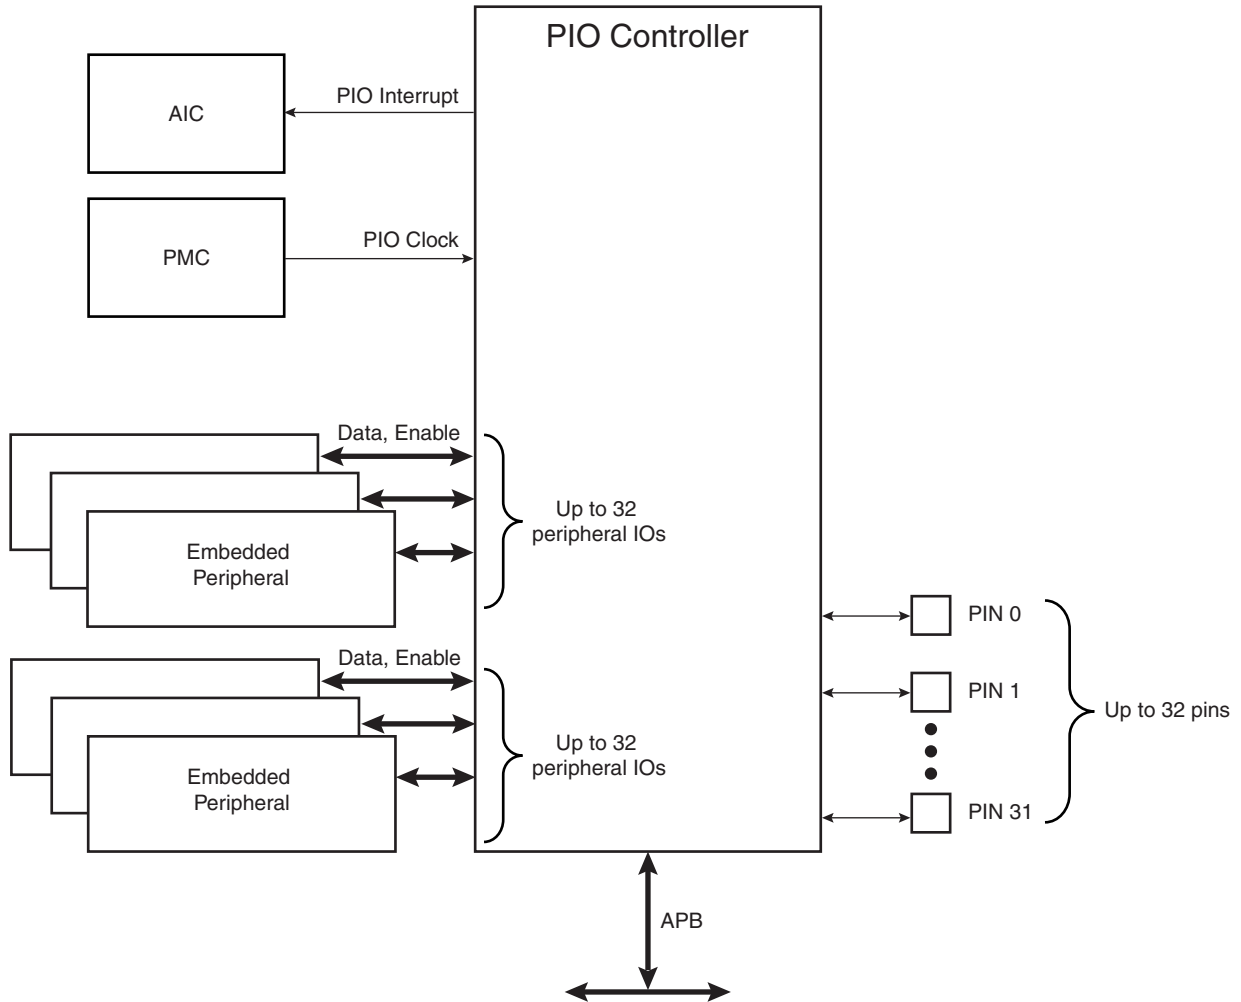 PIO Controller
PIO Interrupt
AIC
PIO Clock
PMC
Data, Enable
Up to 32
peripheral IOs
Embedded
Peripheral
PIN 0
Data, Enable
PIN 1
Up to 32 pins
Up to 32
peripheral IOs
Embedded
Peripheral
PIN 31
APB